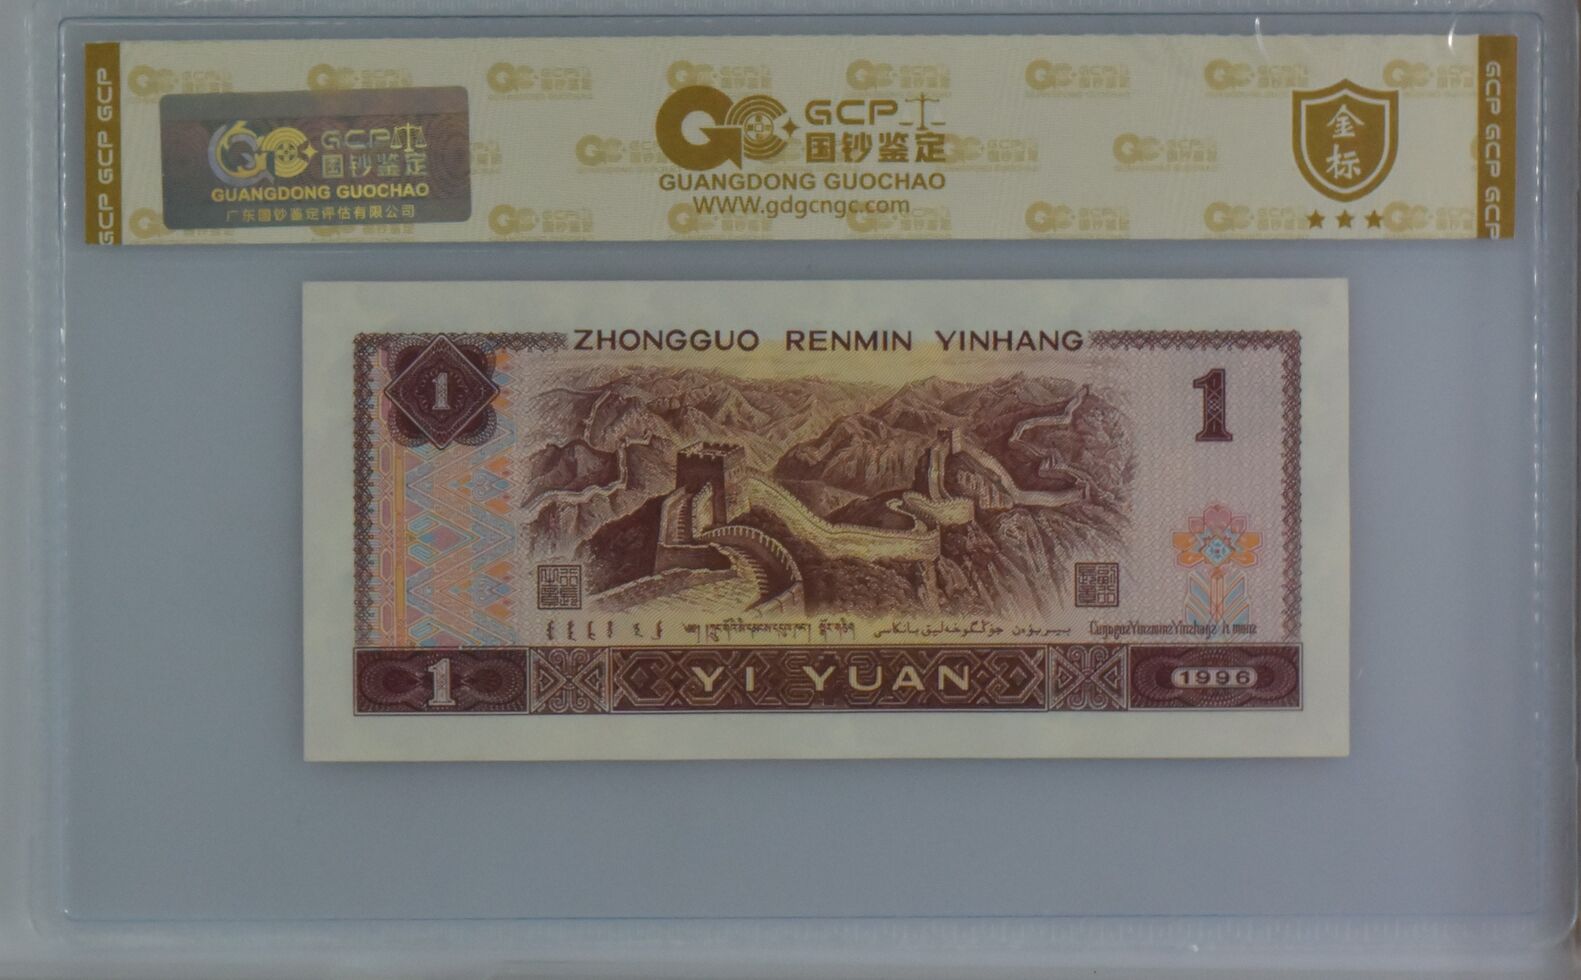 GCP GCP GCP
GCP
国钞鉴定
GUANGDONG GUOCHAO
广东国钞鉴定评估有限公司
GCP
国钞鉴定
GUANGDONG GUOCHAO
www.gdgcngc.com
金
标
GCP GCP GCP
ZHONGGUO RENMIN YINHANG
1
1
1
YI YUAN
1996